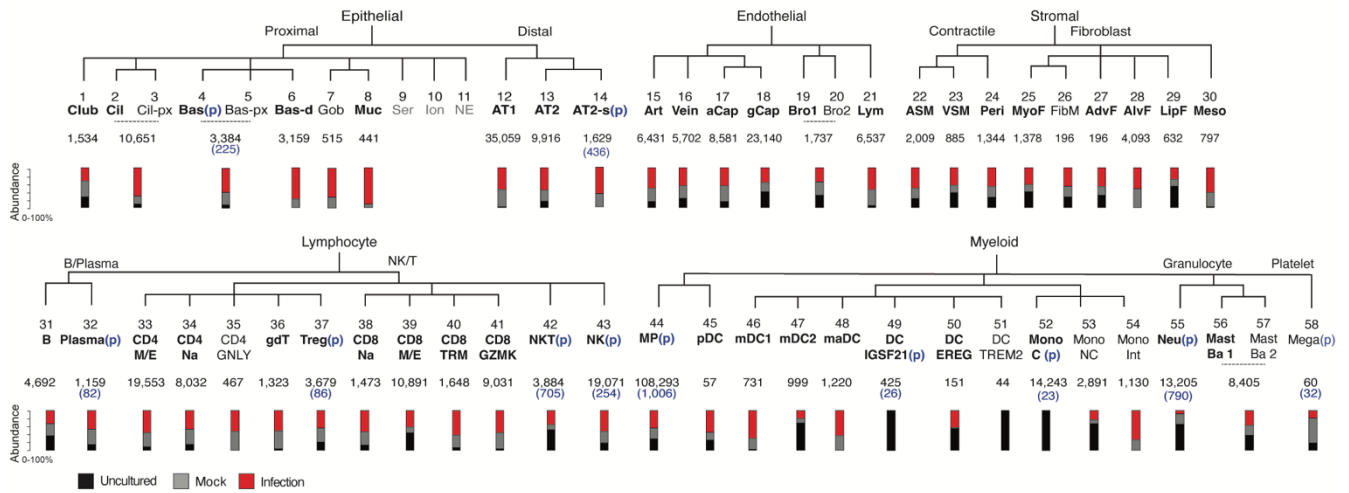 Epithelial Endothelial Stromal
Proximal Distal Contractile Fibroblast
1 2 3 4 5 6 7 8 9 10 11 12 13 14 15 16 17 18 19 20 21 22 23 24 25 26 27 28 29 30
Club Cil Cil-px Bas(p) Bas-px Bas-d Gob Muc Ser Ion NE AT1 AT2 AT2-s(p) Art Vein aCap gCap Bro1 Bro2 Lym ASM VSM Peri MyoF FibM AdvF AlvF LipF Meso
1,534 10,651 3,384 3,159 515 441 35,059 9,916 1,629 6,431 5,702 8,581 23,140 1,737 6,537 2,009 885 1,344 1,378 196 196 4,093 632 797
(225) (436)
Abundance
0-100%
Lymphocyte Myeloid
B/Plasma NK/T Granulocyte Platelet
31 32 33 34 35 36 37 38 39 40 41 42 43 44 45 46 47 48 49 50 51 52 53 54 55 56 57 58
B Plasma(p) CD4 CD4 CD4 gdT Treg(p) CD8 CD8 CD8 CD8 NKT(p) NK(p) MP(p) pDC mDC1 mDC2 maDC DC DC DC Mono Mono Mono Neu(p) Mast Mast Mega(p)
M/E Na GNLY Na M/E TRM GZMK IGSF21(p) EREG TREM2 C (p) NC Int Ba 1 Ba 2
4,692 1,159 19,553 8,032 467 1,323 3,679 1,473 10,891 1,648 9,031 3,884 19,071 108,293 57 731 999 1,220 425 151 44 14,243 2,891 1,130 13,205 8,405 60
(82) (86) (705) (254) (1,006) (26) (23) (790) (32)
Abundance
0-100%
Uncultured Mock Infection